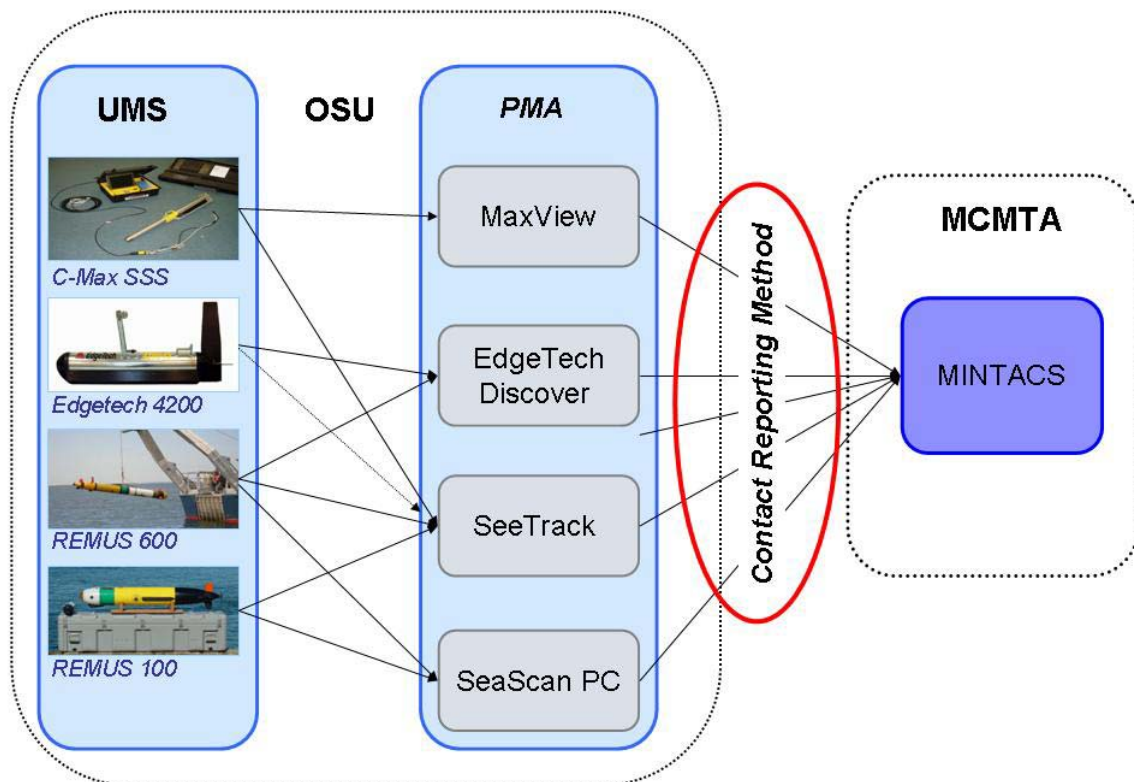 UMS
OSU
PMA
C-Max SSS
EdgeTech
Edgetech 4200
REMUS 600
REMUS 100
MaxView
EdgeTech
Discover
SeeTrack
SeaScan PC
Contact Reporting Method
MCMTA
MINTACS